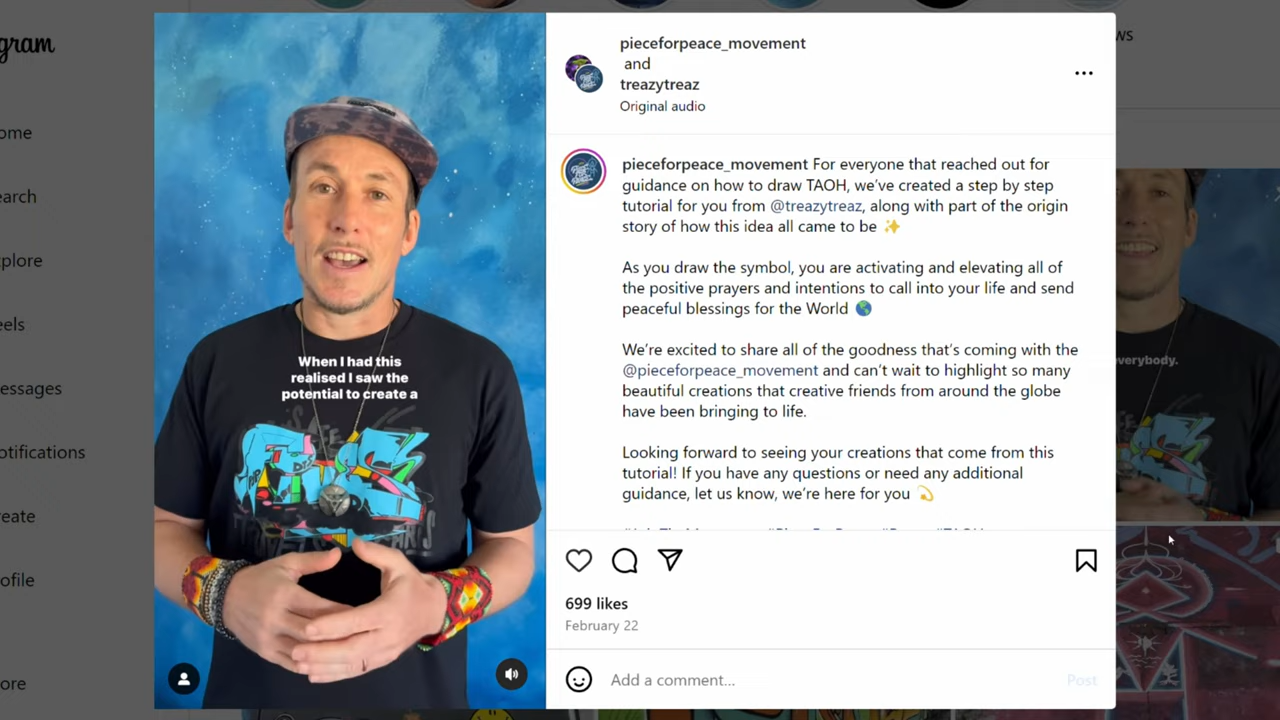 gram
ome
earch
xplore
eels
essages
otifications
reate
ofile
ore
When I had this
realised I saw the
potential to create a
pieceforpeace_movement
and
treazytreaz
Original audio
pieceforpeace_movement For everyone that reached out for
guidance on how to draw TAOH, we've created a step by step
tutorial for you from @treazytreaz, along with part of the origin
story of how this idea all came to be ✨
As you draw the symbol, you are activating and elevating all of
the positive prayers and intentions to call into your life and send
peaceful blessings for the World 🌎
We're excited to share all of the goodness that's coming with the
@pieceforpeace_movement and can't wait to highlight so many
beautiful creations that creative friends from around the globe
have been bringing to life.
Looking forward to seeing your creations that come from this
tutorial! If you have any questions or need any additional
guidance, let us know, we're here for you 💫
699 likes
February 22
Add a comment...
Post
ws
verybody.